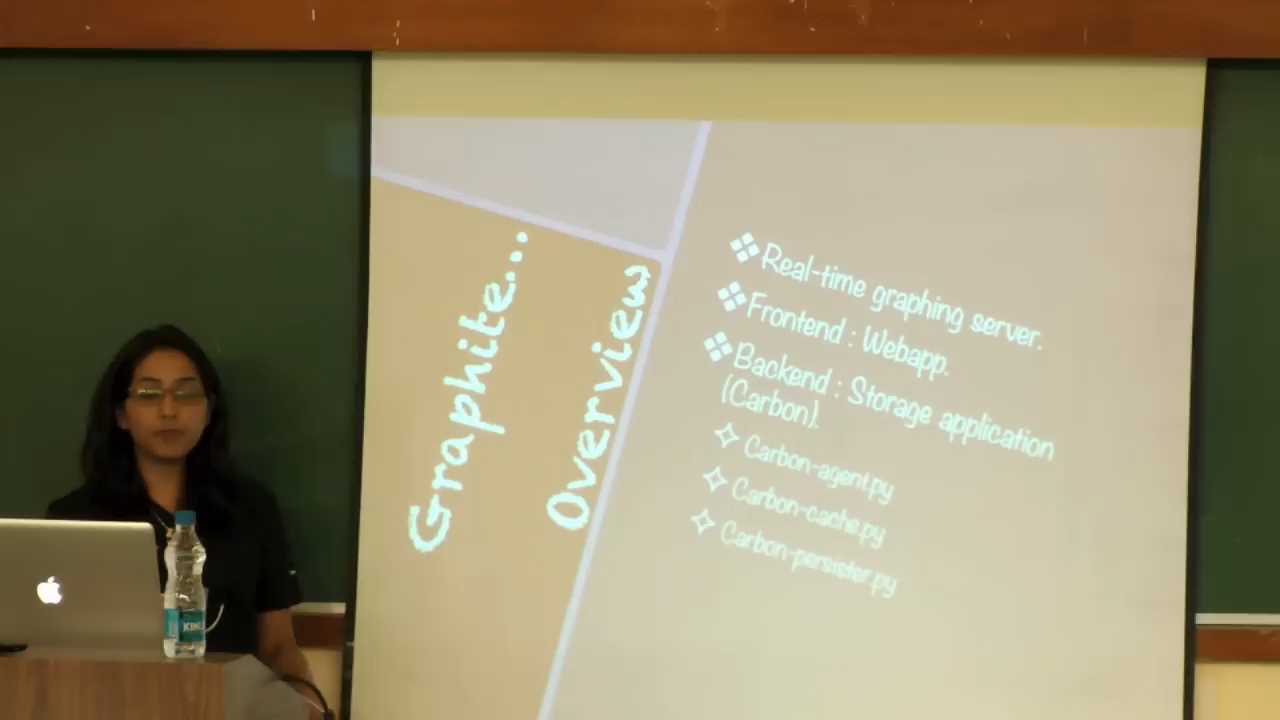 Graphite...
Overview
Real-time graphing server.
Frontend : Webapp.
Backend : Storage application
(Carbon).
Carbon-agent.py
Carbon-cache.py
Carbon-persister.py